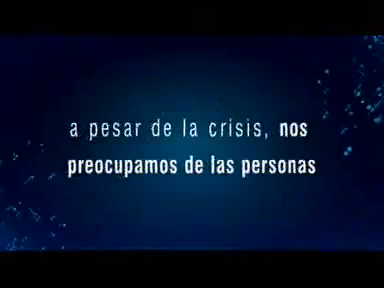 a pesar de la crisis, nos
preocupamos de las personas